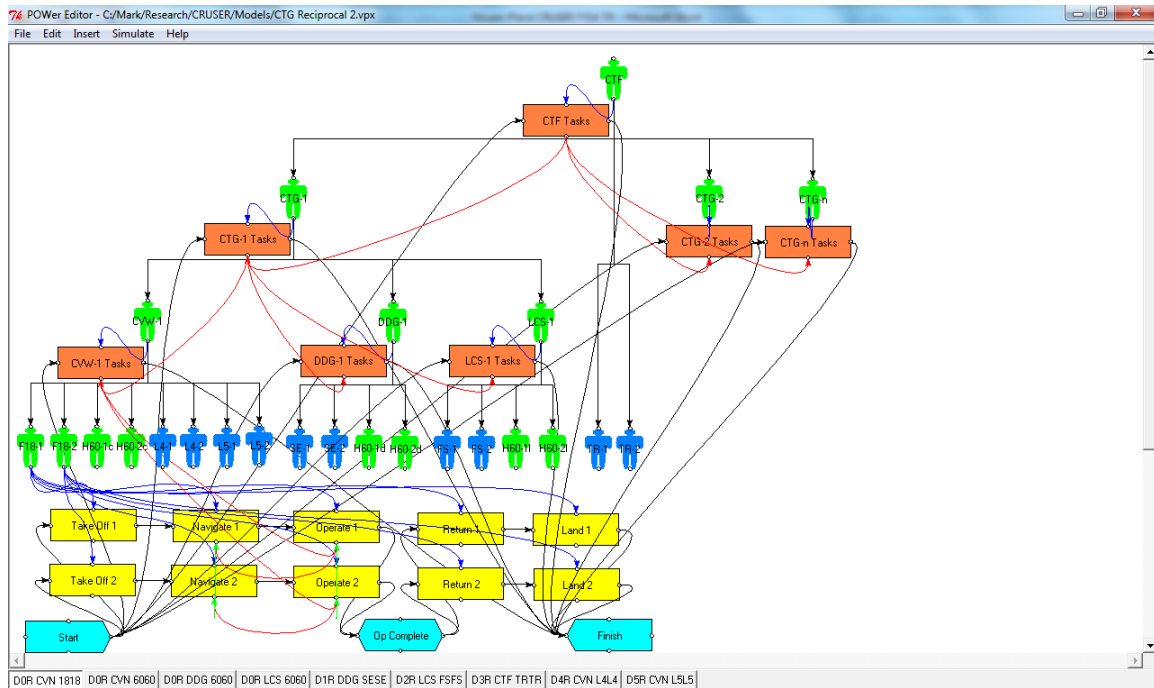 POWer Editor - C:/Mark/Research/CRUSER/Models/CTG Reciprocal 2.vpx
File Edit Insert Simulate Help
CTF
CTF Tasks
CTG-1 CTG-2 CTG-n
CTG-1 Tasks CTG-2 Tasks CTG-n Tasks
CVW-1 DDG-1 LCS-1
CVW-1 Tasks DDG-1 Tasks LCS-1 Tasks
F18-1 F18-2 H60-1c H60-2c L4-1 L4-2 L5-1 L5-2 SE-1 SE-2 H60-1d H60-2d FS-1 FS-2 H60-1l H60-2l TR-1 TR-2
Take Off 1 Navigate 1 Operate 1 Return 1 Land 1
Take Off 2 Navigate 2 Operate 2 Return 2 Land 2
Start Op Complete Finish
D0R CVN 1818 D0R CVN 6060 D0R DDG 6060 D0R LCS 6060 D1R DDG SESE D2R LCS FSFS D3R CTF TRTR D4R CVN L4L4 D5R CVN L5L5